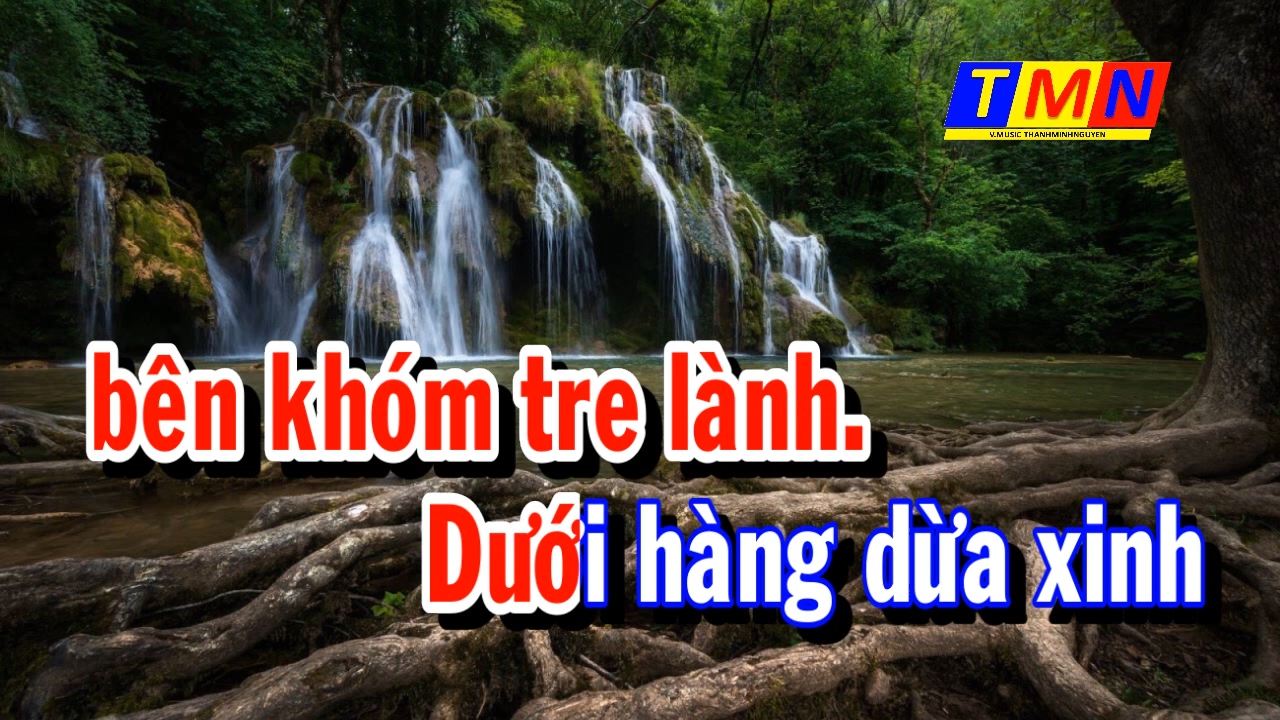 TMN
V.MUSIC THANHMINHNGUYEN
bên khóm tre lành.
Dưới hàng dừa xinh